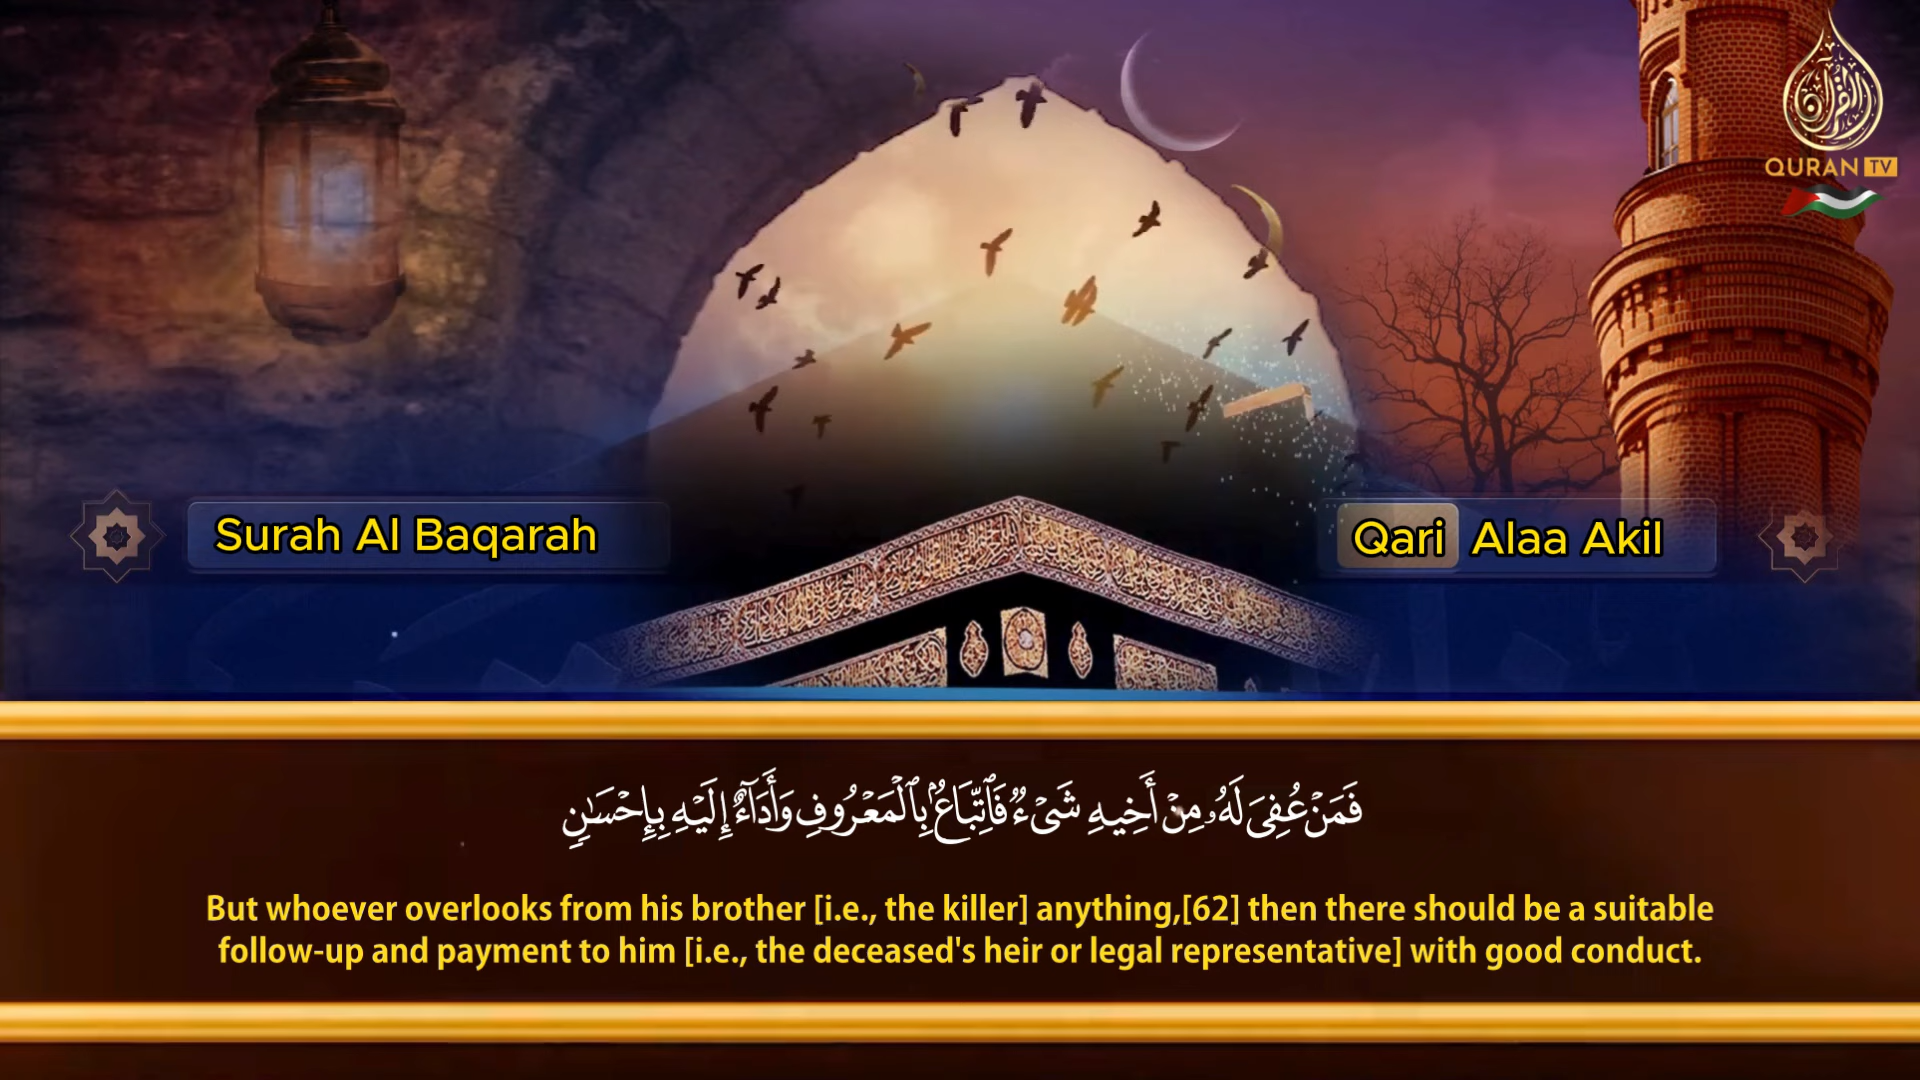 القرآن
QURAN TV
Surah Al Baqarah
Qari Alaa Akil
فَمَنْ عُفِىَ لَهُۥ مِنْ أَخِيهِ شَىْءٌ فَٱتِّبَاعٌۢ بِٱلْمَعْرُوفِ وَأَدَآءٌ إِلَيْهِ بِإِحْسَـٰنٍ
But whoever overlooks from his brother [i.e., the killer] anything,[62] then there should be a suitable
follow-up and payment to him [i.e., the deceased's heir or legal representative] with good conduct.